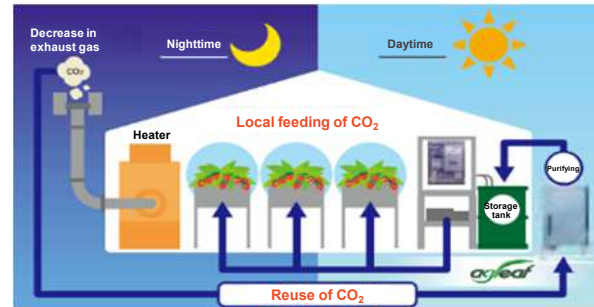 Decrease in
exhaust gas
Nighttime
Daytime
CO₂
Heater
Local feeding of CO₂
Purifying
Storage
tank
agleaf
Reuse of CO₂